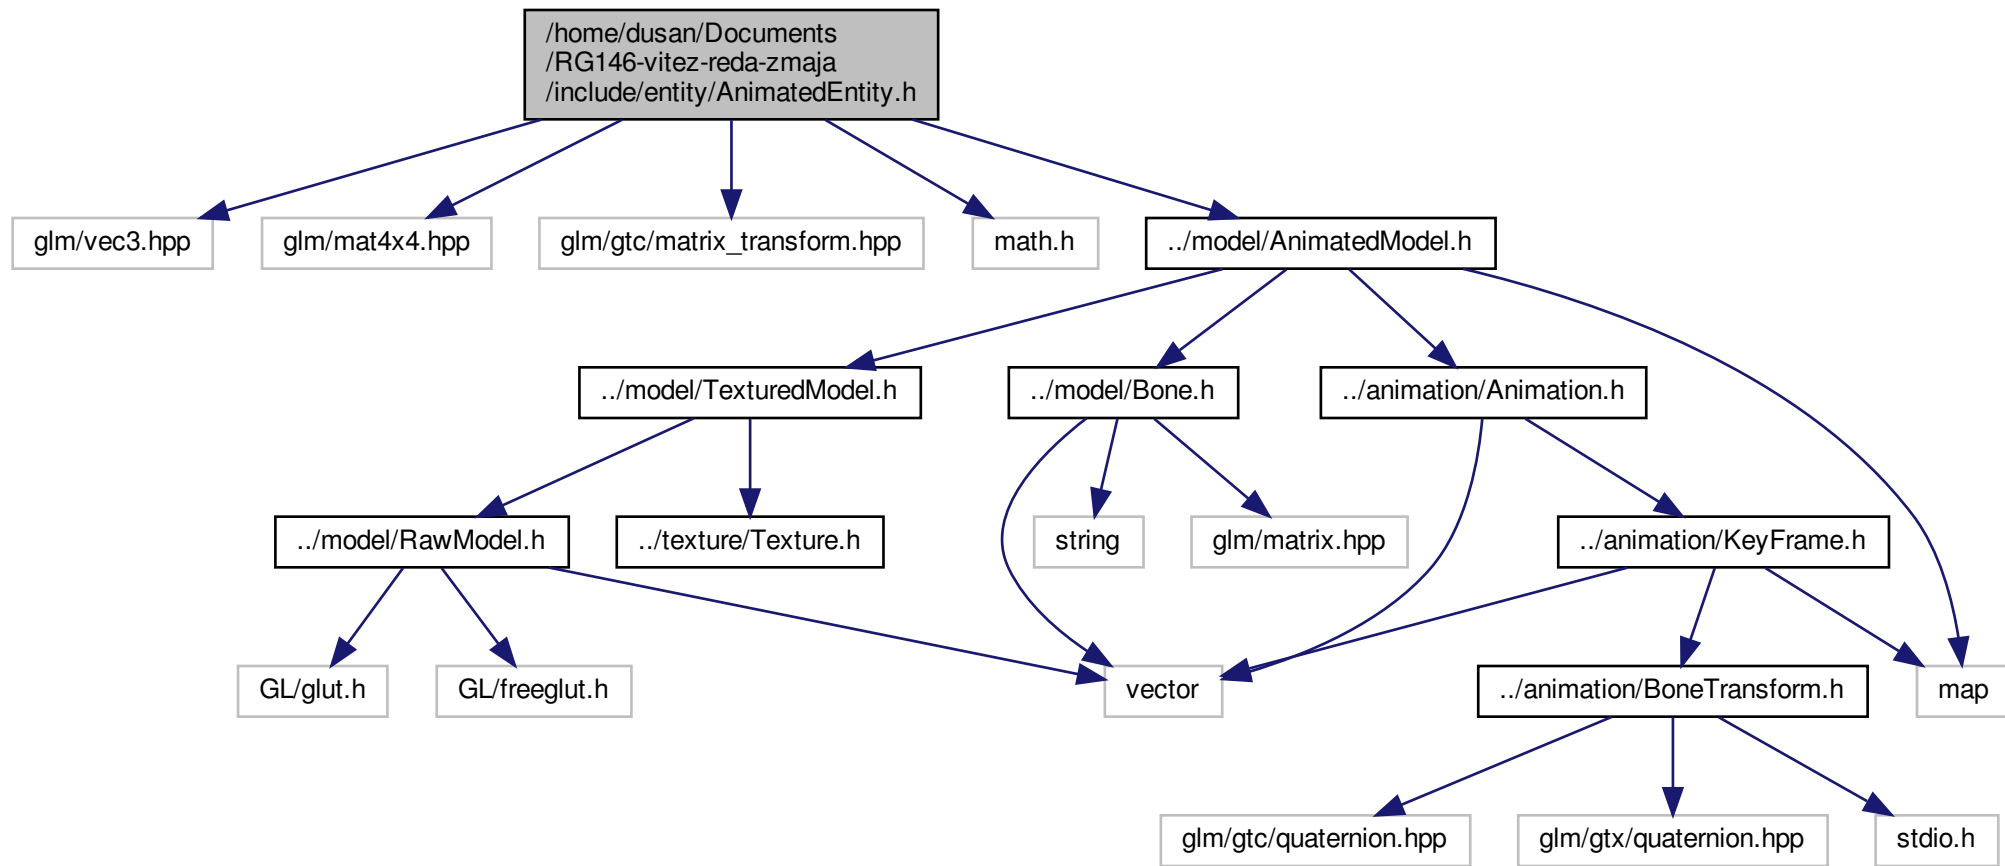 /home/dusan/Documents
/RG146-vitez-reda-zmaja
/include/entity/AnimatedEntity.h
glm/vec3.hpp
glm/mat4x4.hpp
glm/gtc/matrix_transform.hpp
math.h
../model/AnimatedModel.h
../model/TexturedModel.h
../model/Bone.h
../animation/Animation.h
../model/RawModel.h
../texture/Texture.h
string
glm/matrix.hpp
../animation/KeyFrame.h
GL/glut.h
GL/freeglut.h
vector
../animation/BoneTransform.h
map
glm/gtc/quaternion.hpp
glm/gtx/quaternion.hpp
stdio.h